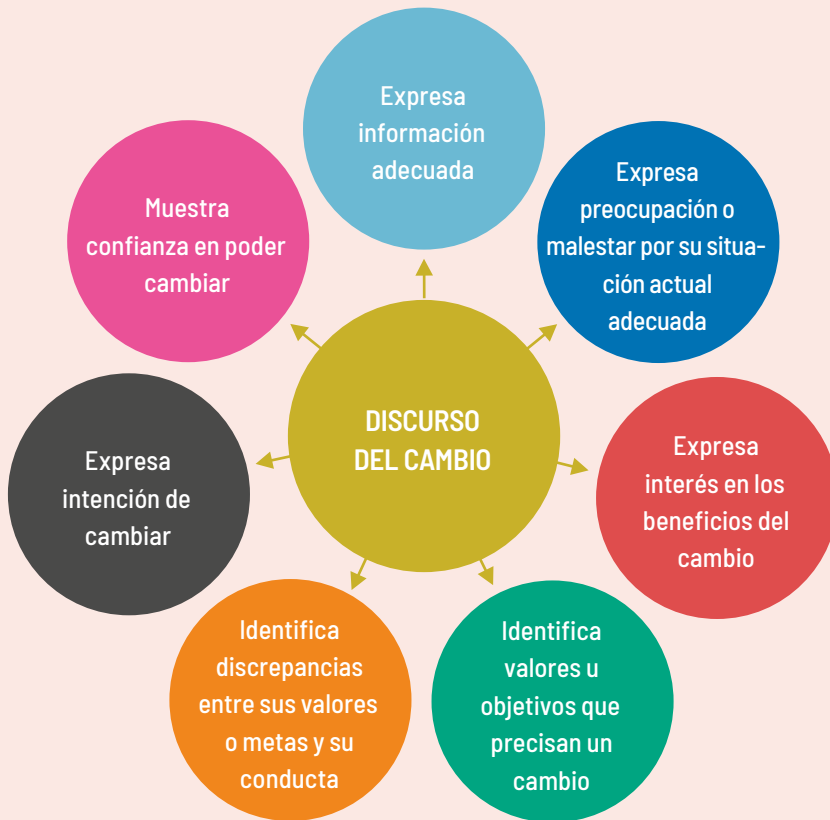 Expresa
información
adecuada
Expresa
preocupación o
malestar por su situa-
ción actual
adecuada
Muestra
confianza en poder
cambiar
DISCURSO
DEL CAMBIO
Expresa
interés en los
beneficios del
cambio
Expresa
intención de
cambiar
Identifica
discrepancias
entre sus valores
o metas y su
conducta
Identifica
valores u
objetivos que
precisan un
cambio